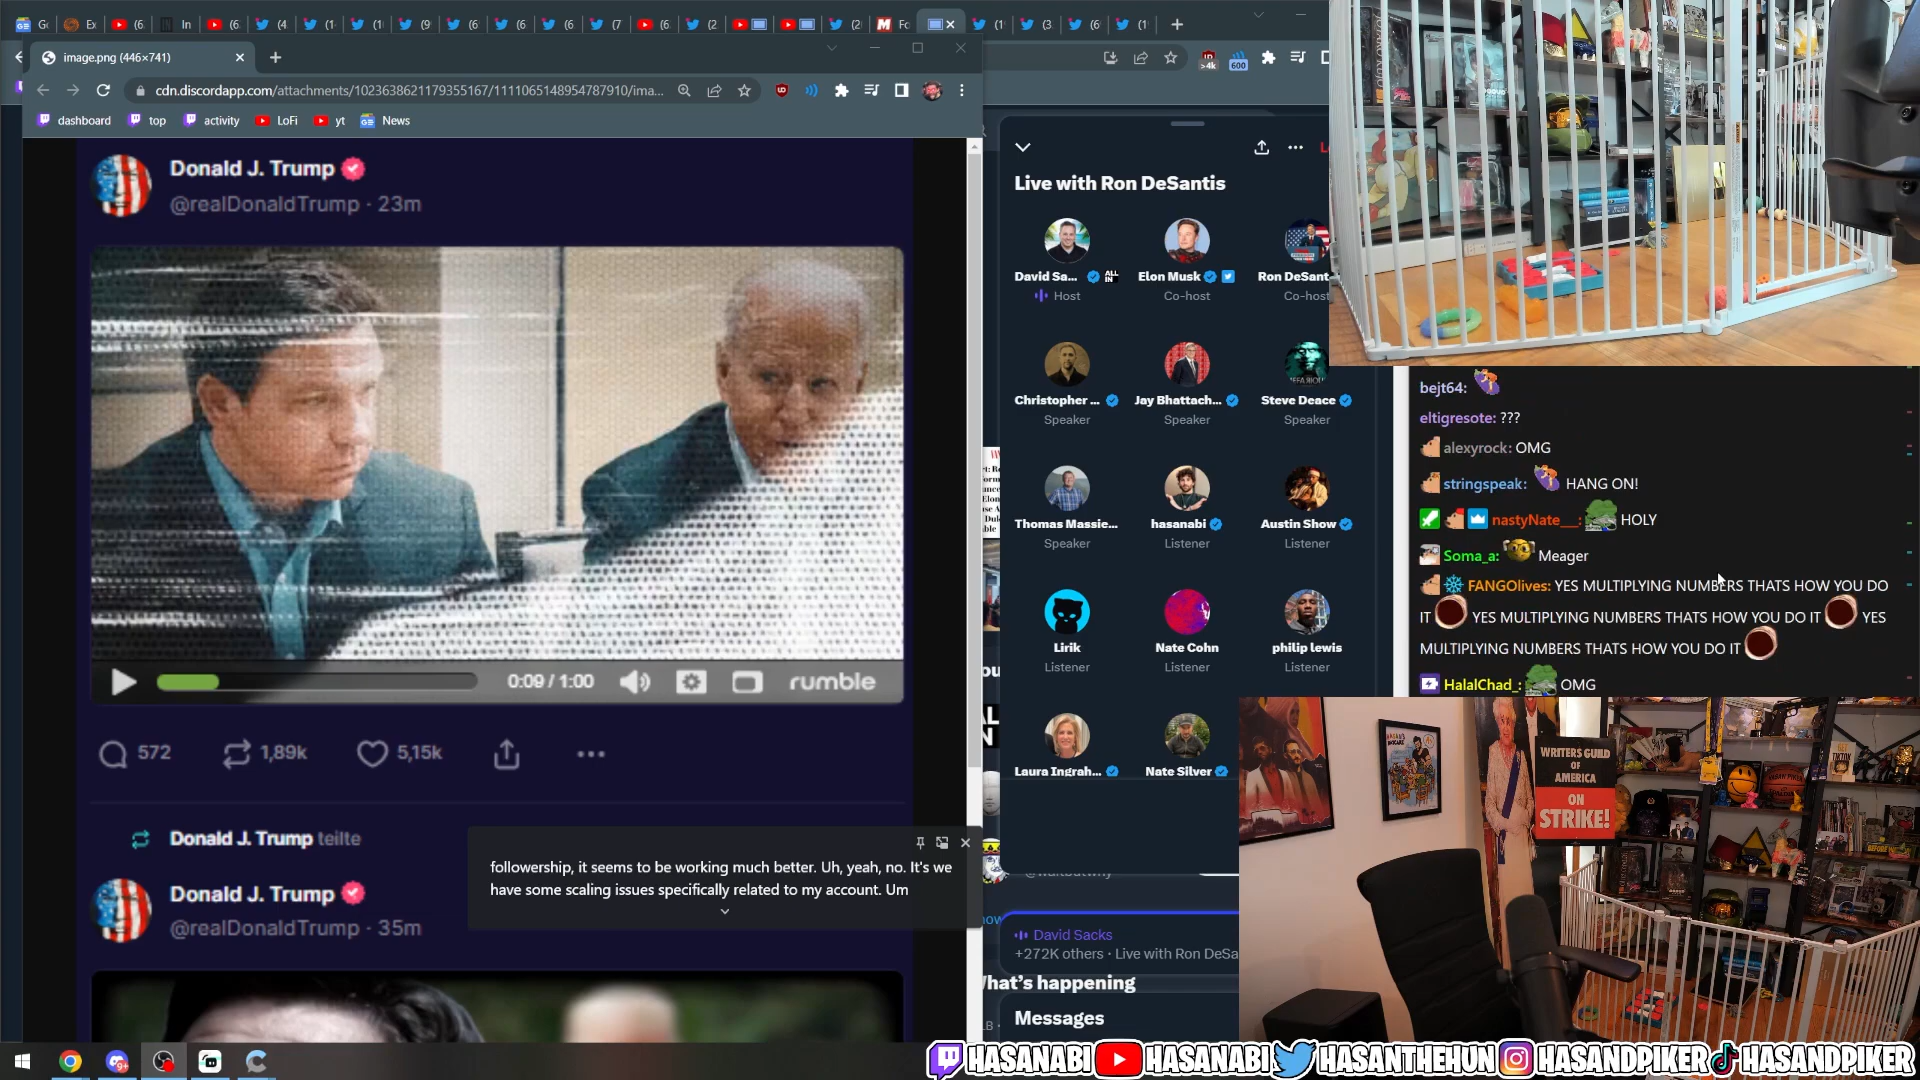 image.png (446×741)
cdn.discordapp.com/attachments/1023638621179355167/1111065148954787910/ima...
dashboard
top
activity
LoFi
yt
News
>4k
600
Donald J. Trump
@realDonaldTrump · 23m
0:09 / 1:00
rumble
572
1,89k
5,15k
Donald J. Trump teilte
Donald J. Trump
@realDonaldTrump · 35m
followership, it seems to be working much better. Uh, yeah, no. It's we
have some scaling issues specifically related to my account. Um
Live with Ron DeSantis
David Sa...
Host
Elon Musk
Co-host
Ron DeSant
Co-host
Christopher ...
Speaker
Jay Bhattach...
Speaker
Steve Deace
Speaker
Thomas Massie...
Speaker
hasanabi
Listener
Austin Show
Listener
Lirik
Listener
Nate Cohn
Listener
philip lewis
Listener
Laura Ingrah...
Nate Silver
David Sacks
+272K others · Live with Ron DeSa
hat's happening
Messages
bejt64:
eltigresote: ???
alexyrock: OMG
stringspeak: HANG ON!
nastyNate___: HOLY
Soma_a: Meager
FANGOlives: YES MULTIPLYING NUMBERS THATS HOW YOU DO
IT YES MULTIPLYING NUMBERS THATS HOW YOU DO IT YES
MULTIPLYING NUMBERS THATS HOW YOU DO IT
HalalChad_: OMG
WRITERS GUILD
OF
AMERICA
ON
STRIKE!
HASANABI
HASANABI
HASANTHEHUN
HASANDPIKER
HASANDPIKER